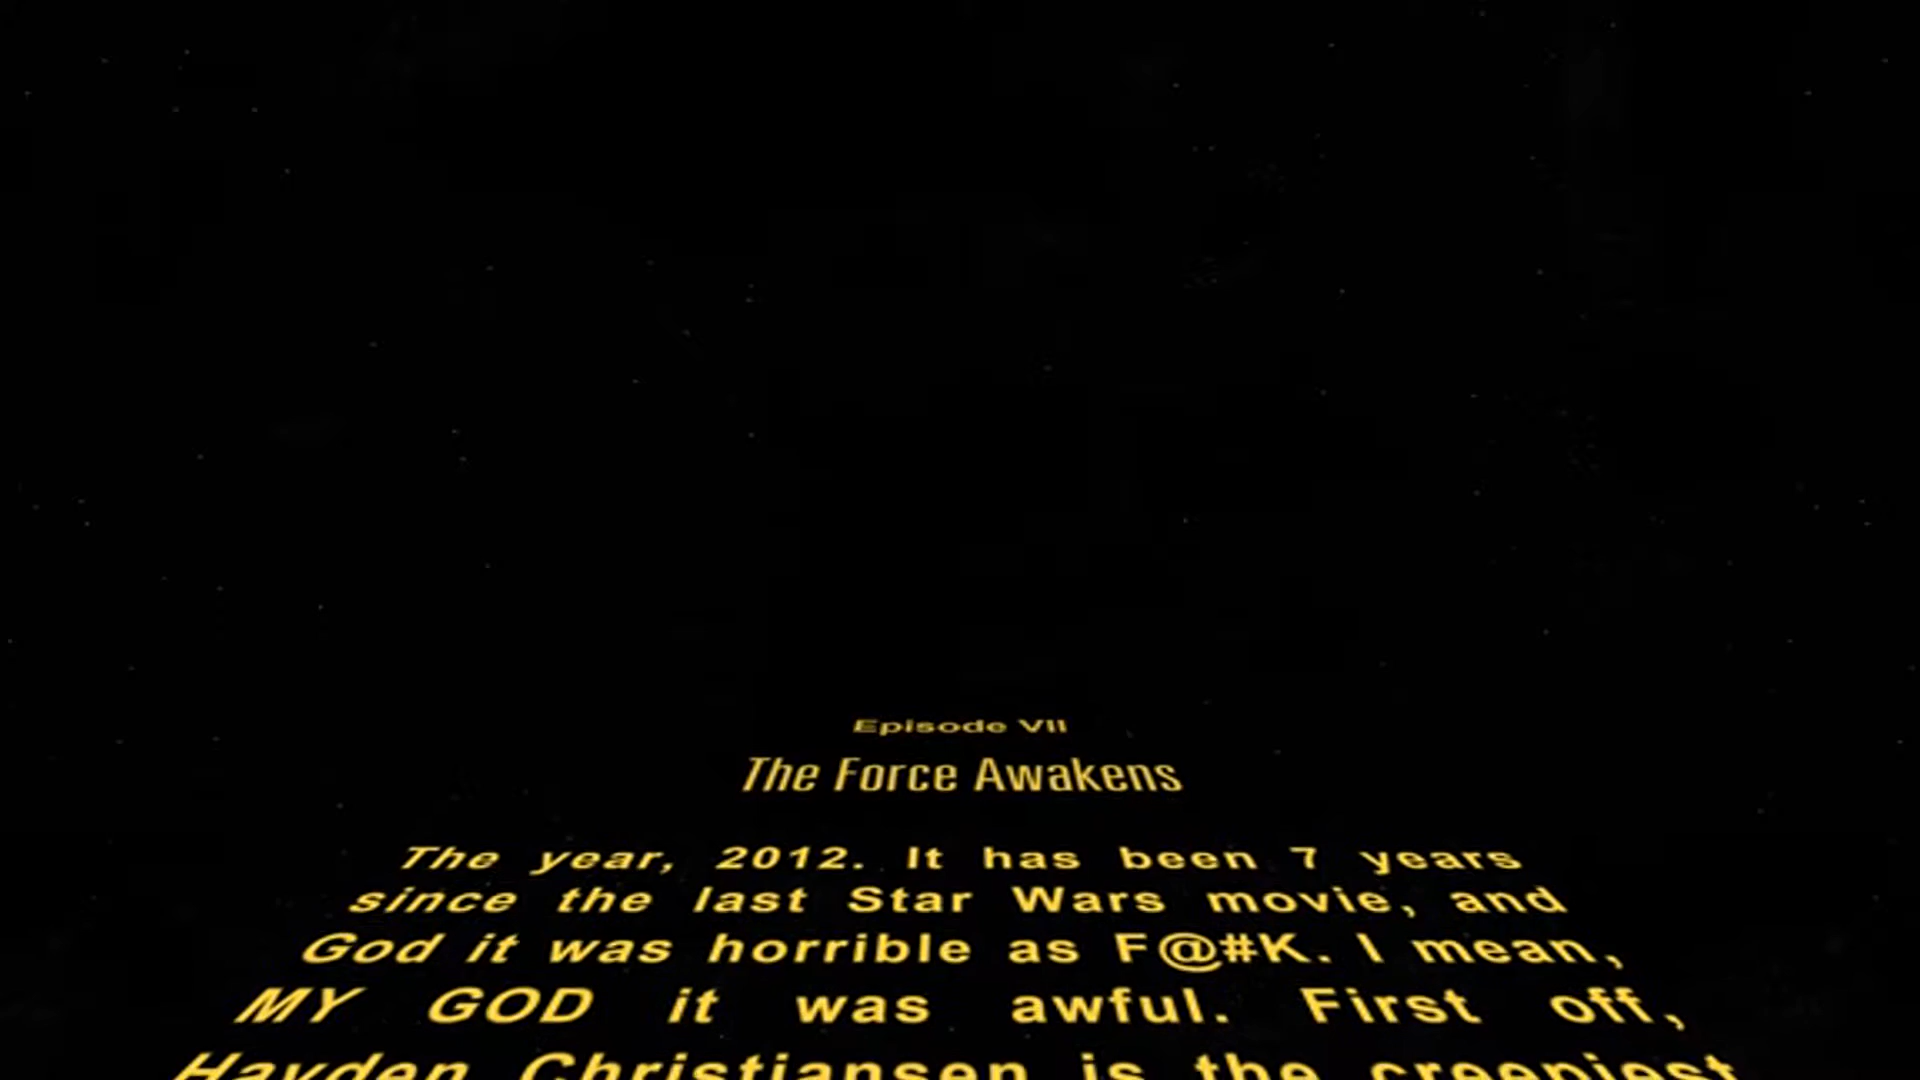 Episode VII
The Force Awakens
The year, 2012. It has been 7 years
since the last Star Wars movie, and
God it was horrible as F@#K. I mean,
MY GOD it was awful. First off,
Hayden Christiansen is the creepiest